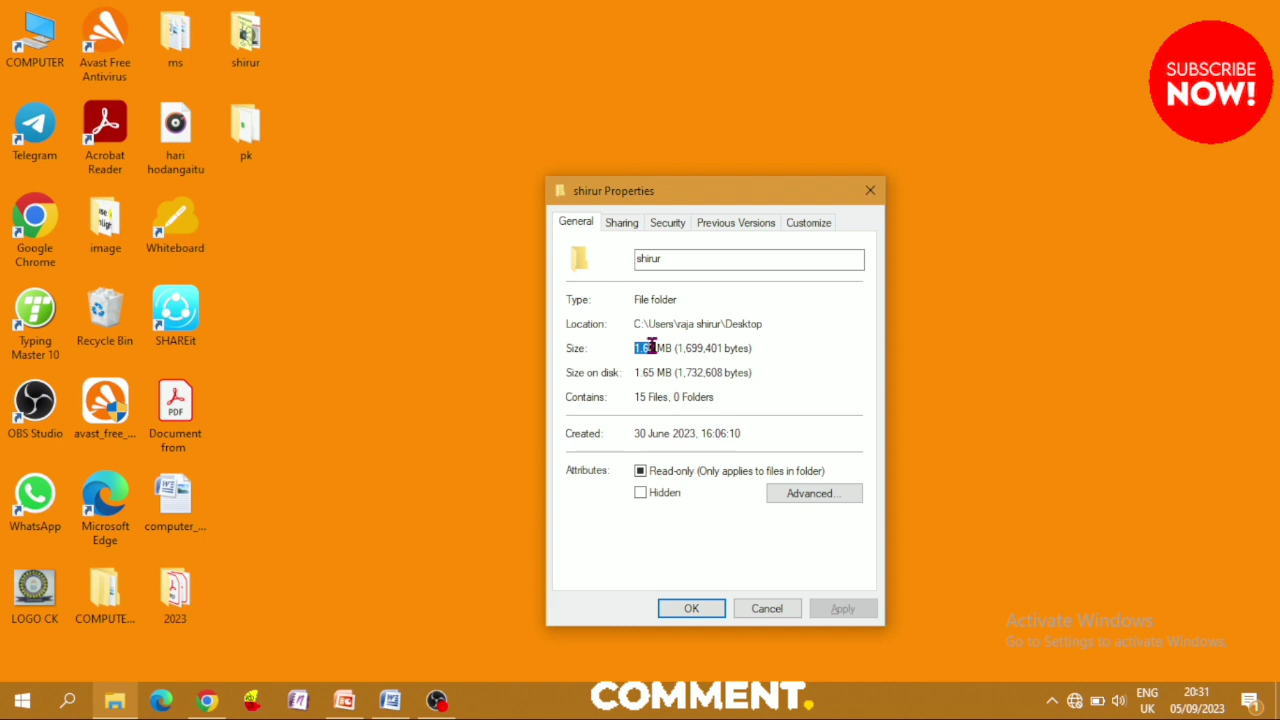 COMPUTER
Avast Free
Antivirus
ms
shirur
SUBSCRIBE
NOW!
Telegram
Acrobat
Reader
hari
hodangaitu
pk
Google
Chrome
image
Whiteboard
Typing
Master 10
Recycle Bin
SHAREit
OBS Studio
avast_free_...
PDF
Document
from
WhatsApp
Microsoft
Edge
computer_...
LOGO CK
COMPUTE...
2023
shirur Properties
General Sharing Security Previous Versions Customize
shirur
Type: File folder
Location: C:\Users\raja shirur\Desktop
Size: MB (1,699,401 bytes)
Size on disk: 1.65 MB (1,732,608 bytes)
Contains: 15 Files, 0 Folders
Created: 30 June 2023, 16:06:10
Attributes: Read-only (Only applies to files in folder)
Hidden Advanced...
OK Cancel Apply
Activate Windows
Go to Settings to activate Windows.
COMMENT.
ENG
UK
20:31
05/09/2023
1